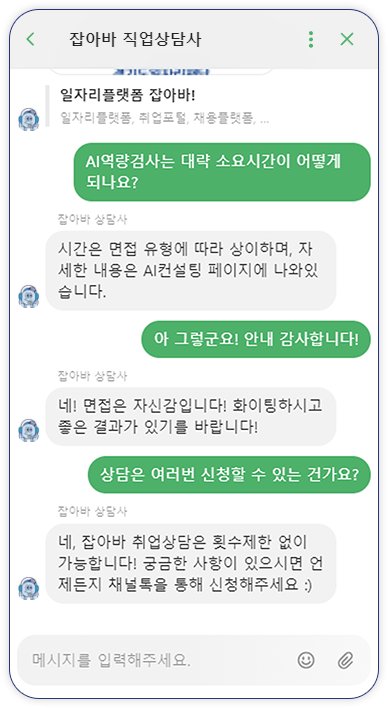 잡아바 직업상담사
일자리플랫폼 잡아바!
일자리플랫폼, 취업포털, 채용플랫폼, ...
AI역량검사는 대략 소요시간이 어떻게
되나요?
잡아바 상담사
시간은 면접 유형에 따라 상이하며, 자
세한 내용은 AI컨설팅 페이지에 나와있
습니다.
아 그렇군요! 안내 감사합니다!
잡아바 상담사
네! 면접은 자신감입니다! 화이팅하시고
좋은 결과가 있기를 바랍니다!
상담은 여러번 신청할 수 있는 건가요?
잡아바 상담사
네, 잡아바 취업상담은 횟수제한 없이
가능합니다! 궁금한 사항이 있으시면 언
제든지 채널톡을 통해 신청해주세요 :)
메시지를 입력해주세요.